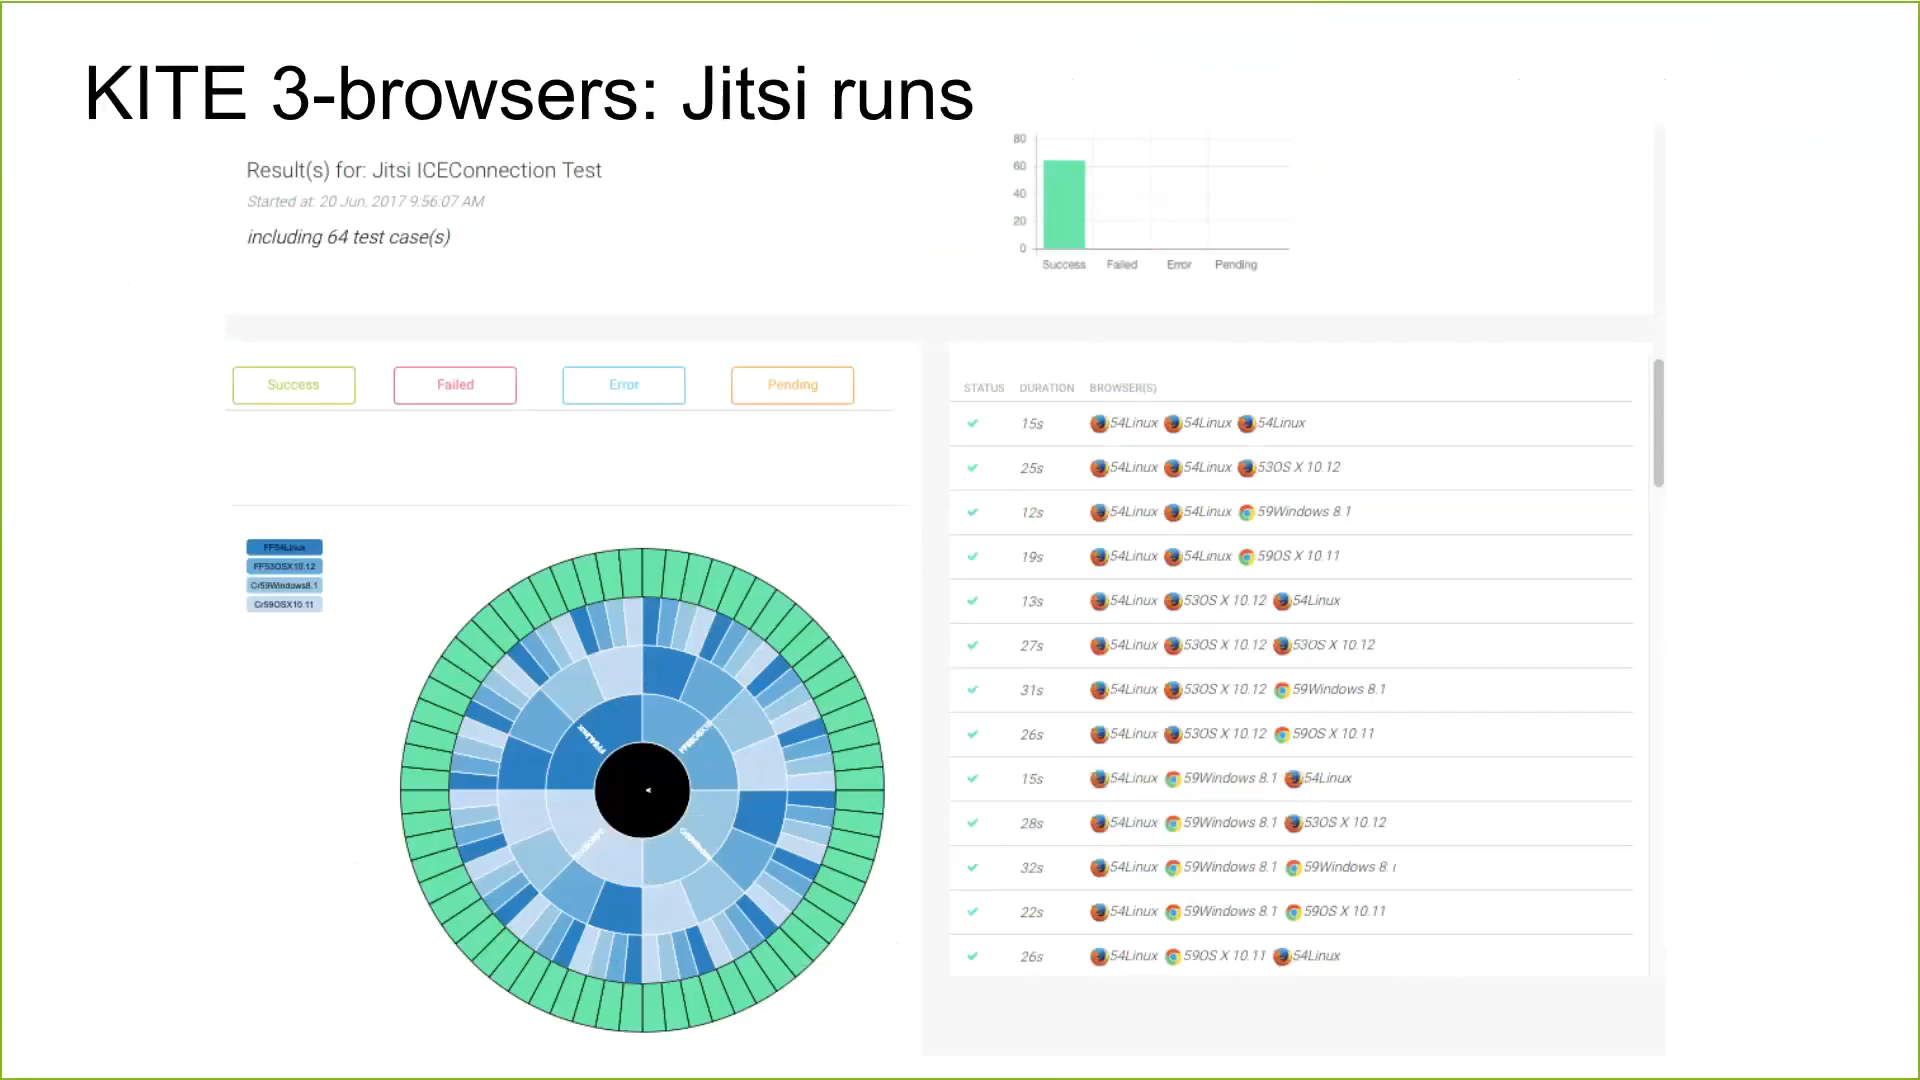 KITE 3-browsers: Jitsi runs
Result(s) for: Jitsi ICEConnection Test
Started at: 20 Jun, 2017 9:56:07 AM
including 64 test case(s)
80
60
40
20
0
Success Failed Error Pending
Success Failed Error Pending
FF54Linux
FF53OSX10.12
Cr59Windows8.1
Cr59OSX10.11
STATUS DURATION BROWSER(S)
15s 54Linux 54Linux 54Linux
25s 54Linux 54Linux 53OS X 10.12
12s 54Linux 54Linux 59Windows 8.1
19s 54Linux 54Linux 59OS X 10.11
13s 54Linux 53OS X 10.12 54Linux
27s 54Linux 53OS X 10.12 53OS X 10.12
31s 54Linux 53OS X 10.12 59Windows 8.1
26s 54Linux 53OS X 10.12 59OS X 10.11
15s 54Linux 59Windows 8.1 54Linux
28s 54Linux 59Windows 8.1 53OS X 10.12
32s 54Linux 59Windows 8.1 59Windows 8.1
22s 54Linux 59Windows 8.1 59OS X 10.11
26s 54Linux 59OS X 10.11 54Linux